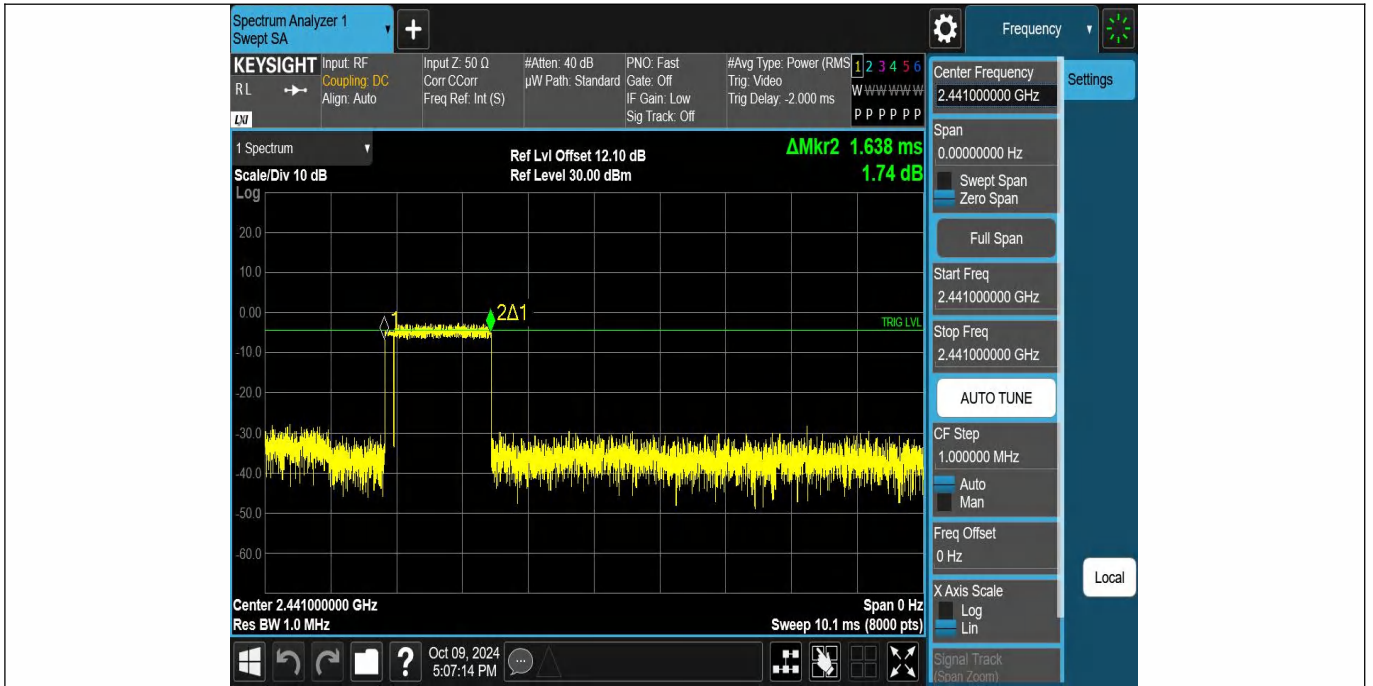 Spectrum Analyzer 1
Swept SA
+
Frequency
KEYSIGHT
R L
LXI
Input: RF
Coupling: DC
Align: Auto
Input Z: 50 Ω
Corr CCorr
Freq Ref: Int (S)
#Atten: 40 dB
µW Path: Standard
PNO: Fast
Gate: Off
IF Gain: Low
Sig Track: Off
#Avg Type: Power (RMS
Trig: Video
Trig Delay: -2.000 ms
1 2 3 4 5 6
W W W W W W
P P P P P P
Center Frequency
2.441000000 GHz
Settings
Span
0.00000000 Hz
Swept Span
Zero Span
Full Span
Start Freq
2.441000000 GHz
Stop Freq
2.441000000 GHz
AUTO TUNE
CF Step
1.000000 MHz
Auto
Man
Freq Offset
0 Hz
X Axis Scale
Log
Lin
Signal Track
(Span Zoom)
Local
1 Spectrum
Scale/Div 10 dB
Ref Lvl Offset 12.10 dB
Ref Level 30.00 dBm
ΔMkr2 1.638 ms
1.74 dB
Log
20.0
10.0
0.00
-10.0
-20.0
-30.0
-40.0
-50.0
-60.0
1
2Δ1
TRIG LVL
Center 2.441000000 GHz
Res BW 1.0 MHz
Span 0 Hz
Sweep 10.1 ms (8000 pts)
?
Oct 09, 2024
5:07:14 PM